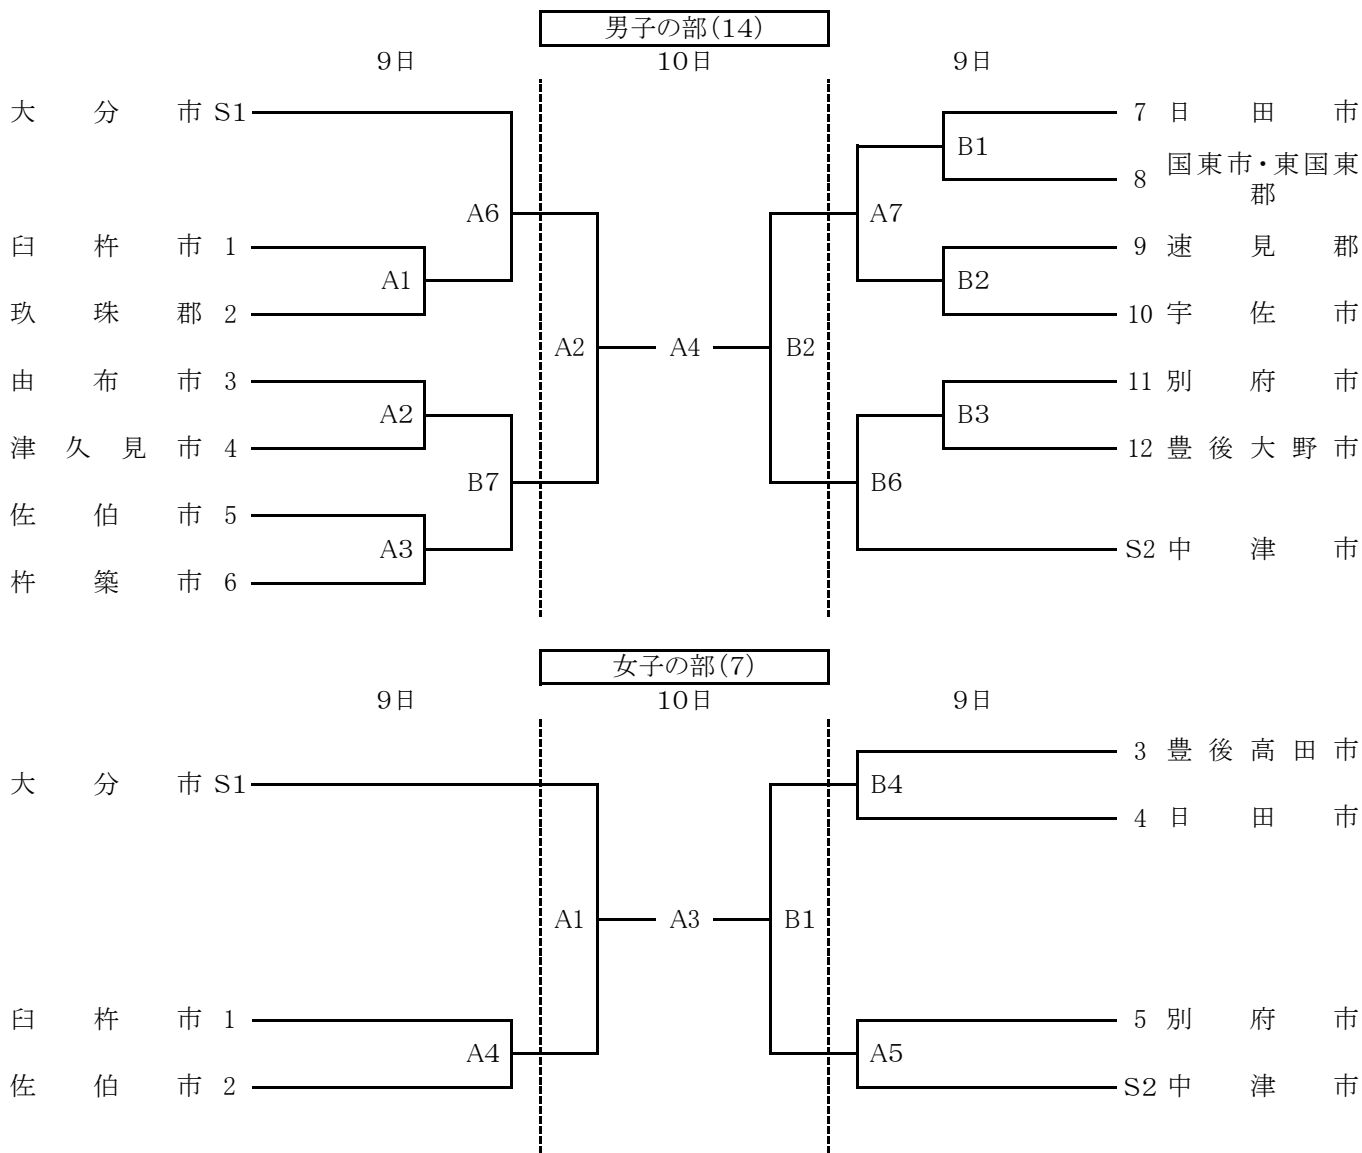 男子の部(14)
9日 10日 9日
大分市 S1 7 日田市
B1
8 国東市・東国東郡
A6 A7
臼杵市 1 9 速見郡
A1 B2
玖珠郡 2 10 宇佐市
A2 A4 B2
由布市 3 11 別府市
A2 B3
津久見市 4 12 豊後大野市
B7 B6
佐伯市 5
A3 S2 中津市
杵築市 6
女子の部(7)
9日 10日 9日
3 豊後高田市
大分市 S1 B4
4 日田市
A1 A3 B1
臼杵市 1 5 別府市
A4 A5
佐伯市 2 S2 中津市